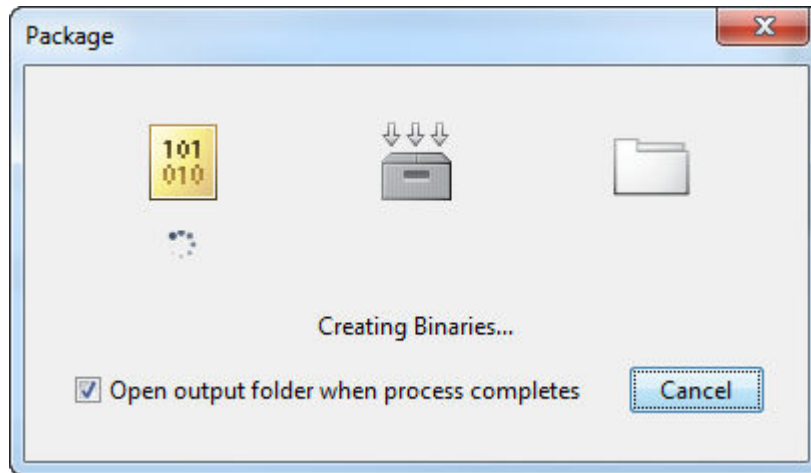 Package
101
010
Creating Binaries...
Open output folder when process completes
Cancel